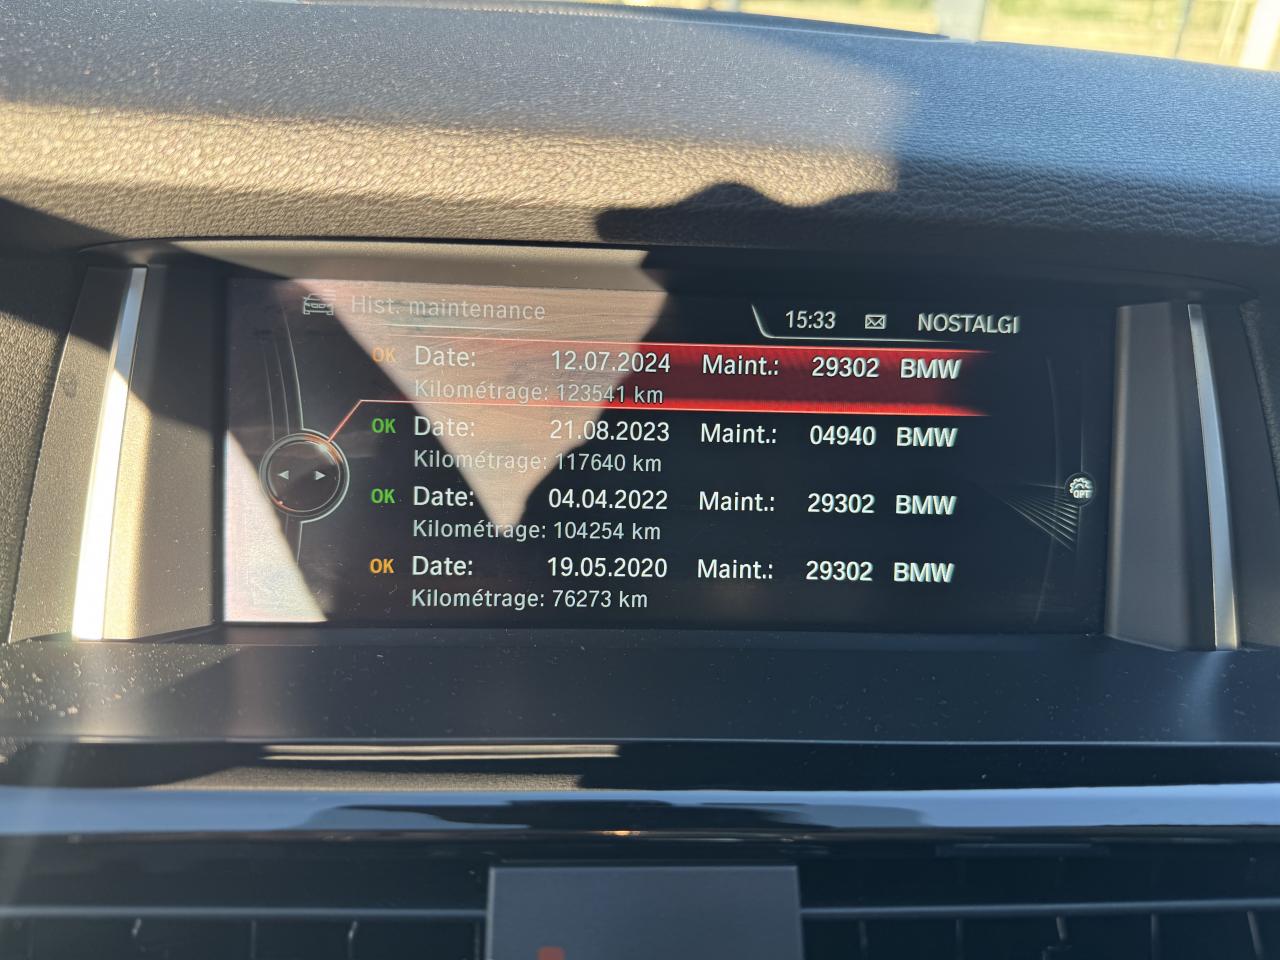 Hist. maintenance 15:33 NOSTALGI
OK Date: 12.07.2024 Maint.: 29302 BMW
Kilométrage: 123541 km
OK Date: 21.08.2023 Maint.: 04940 BMW
Kilométrage: 117640 km
OK Date: 04.04.2022 Maint.: 29302 BMW
Kilométrage: 104254 km
OK Date: 19.05.2020 Maint.: 29302 BMW
Kilométrage: 76273 km
OPT